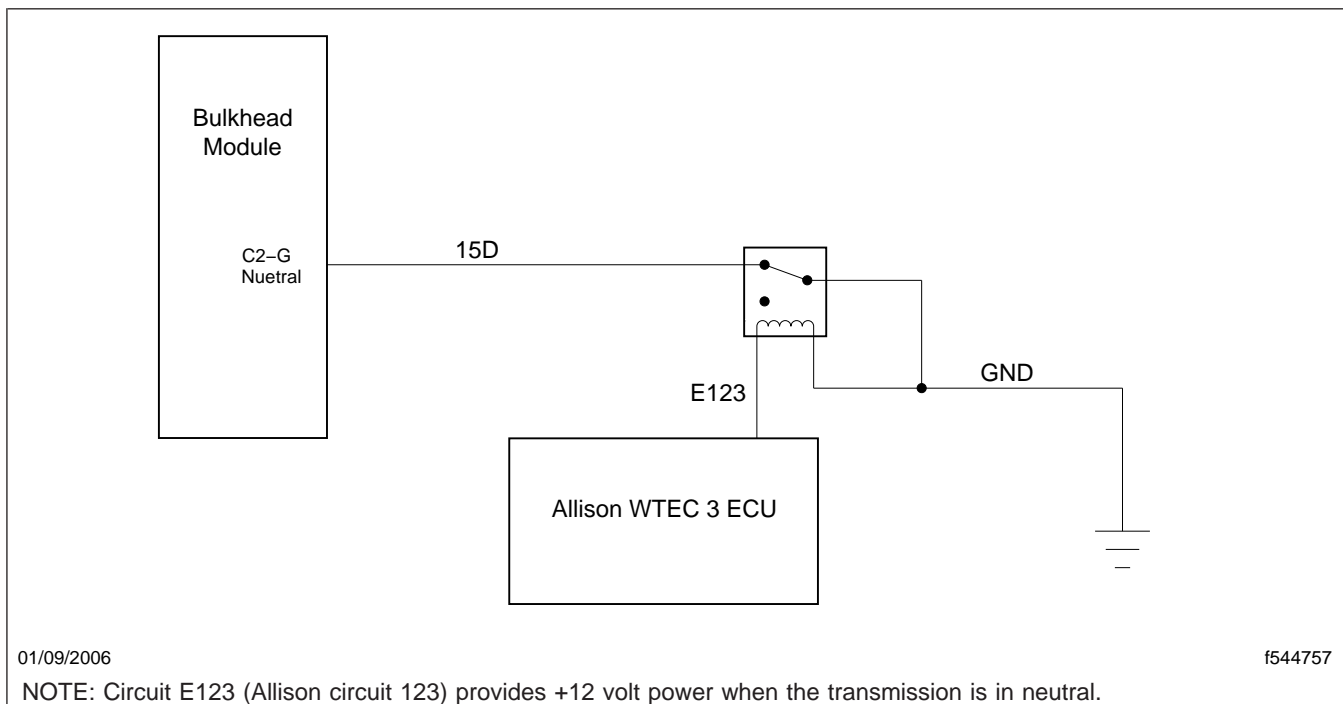 Bulkhead
Module
C2–G
Nuetral
15D
E123
GND
Allison WTEC 3 ECU
01/09/2006
f544757
NOTE: Circuit E123 (Allison circuit 123) provides +12 volt power when the transmission is in neutral.